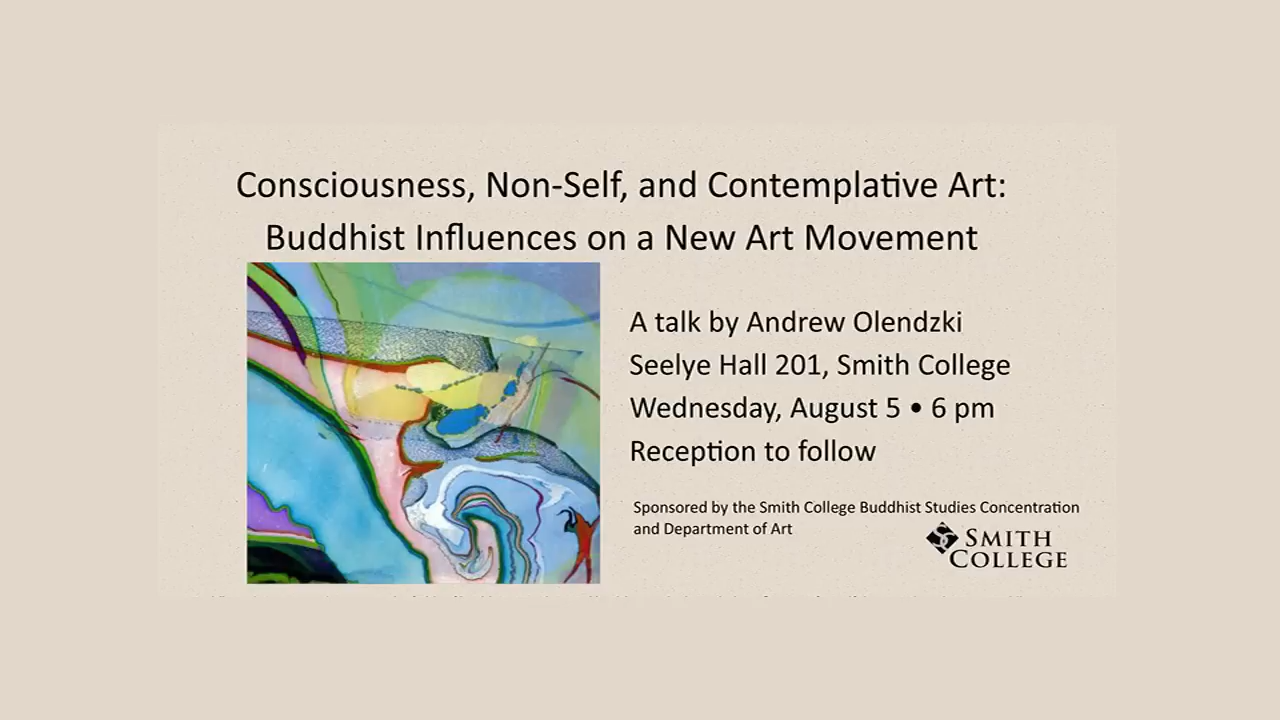 Consciousness, Non-Self, and Contemplative Art:
Buddhist Influences on a New Art Movement
A talk by Andrew Olendzki
Seelye Hall 201, Smith College
Wednesday, August 5 • 6 pm
Reception to follow
Sponsored by the Smith College Buddhist Studies Concentration
and Department of Art
SMITH
COLLEGE